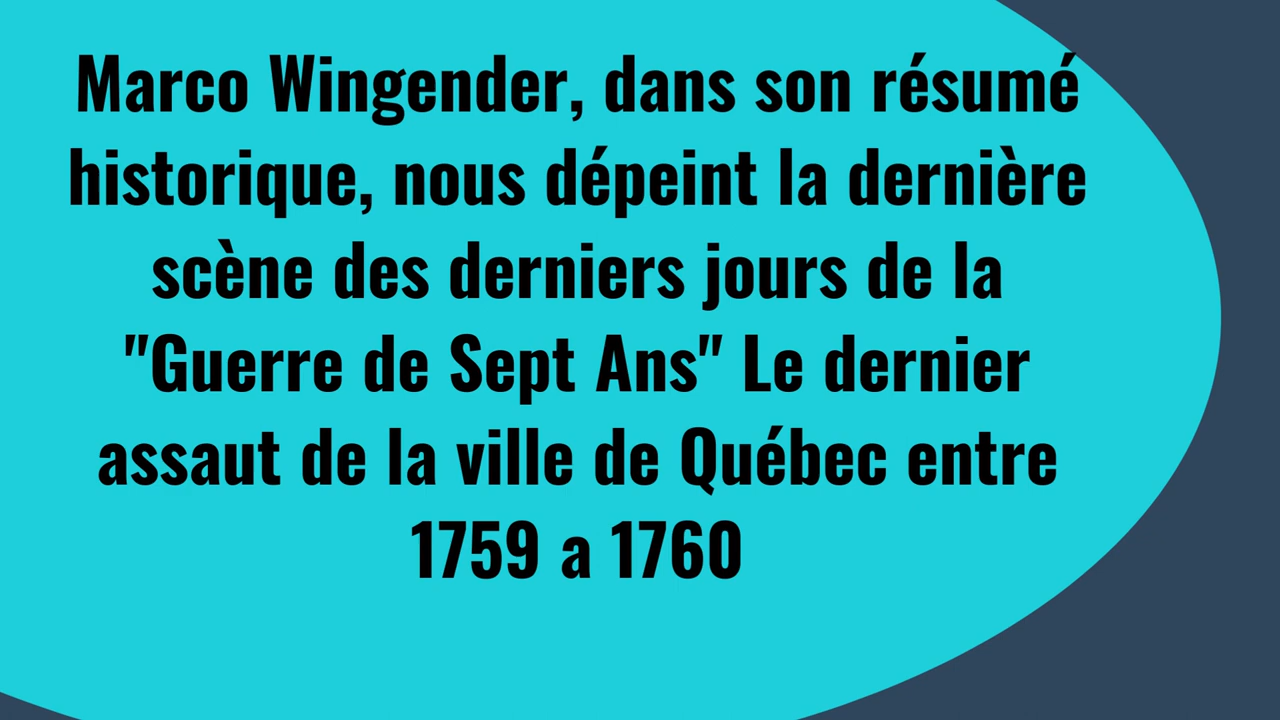 Marco Wingender, dans son résumé
historique, nous dépeint la dernière
scène des derniers jours de la
"Guerre de Sept Ans" Le dernier
assaut de la ville de Québec entre
1759 a 1760